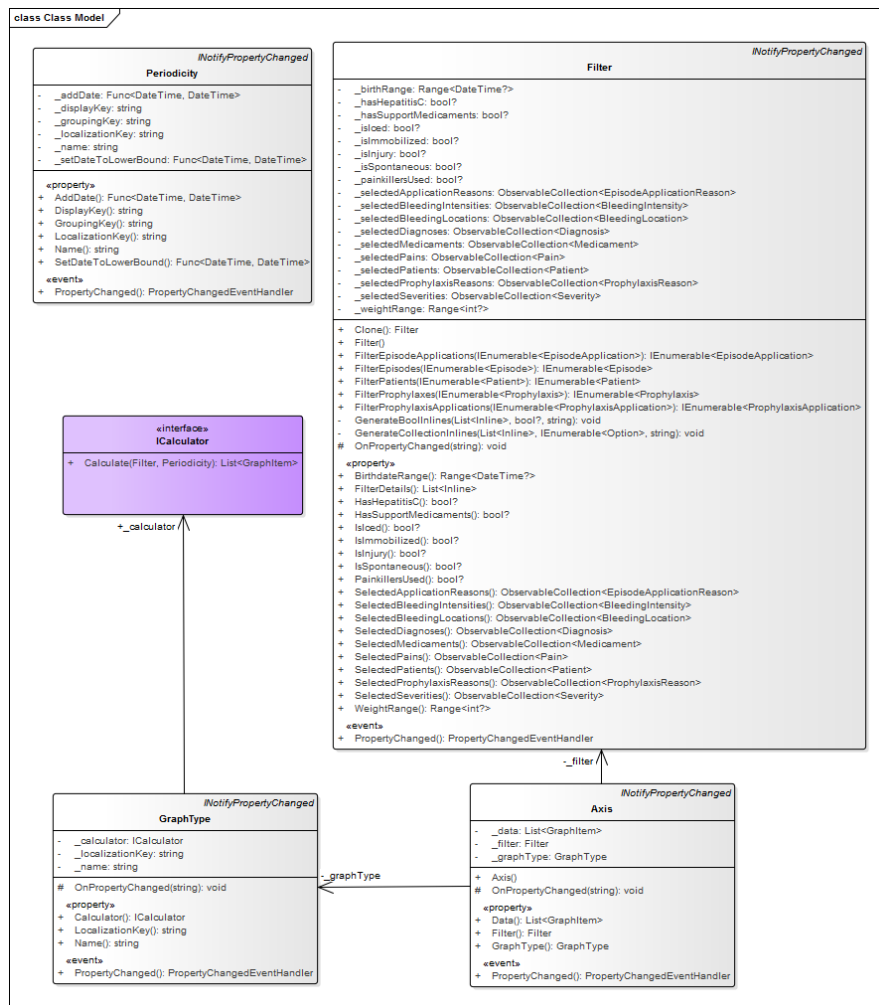 class Class Model
INotifyPropertyChanged
Periodicity
- _addDate: Func<DateTime, DateTime>
- _displayKey: string
- _groupingKey: string
- _localizationKey: string
- _name: string
- _setDateToLowerBound: Func<DateTime, DateTime>
«property»
+ AddDate(): Func<DateTime, DateTime>
+ DisplayKey(): string
+ GroupingKey(): string
+ LocalizationKey(): string
+ Name(): string
+ SetDateToLowerBound(): Func<DateTime, DateTime>
«event»
+ PropertyChanged(): PropertyChangedEventHandler
INotifyPropertyChanged
Filter
- _birthRange: Range<DateTime?>
- _hasHepatitisC: bool?
- _hasSupportMedicaments: bool?
- _isIced: bool?
- _isImmobilized: bool?
- _isInjury: bool?
- _isSpontaneous: bool?
- _painkillersUsed: bool?
- _selectedApplicationReasons: ObservableCollection<EpisodeApplicationReason>
- _selectedBleedingIntensities: ObservableCollection<BleedingIntensity>
- _selectedBleedingLocations: ObservableCollection<BleedingLocation>
- _selectedDiagnoses: ObservableCollection<Diagnosis>
- _selectedMedicaments: ObservableCollection<Medicament>
- _selectedPains: ObservableCollection<Pain>
- _selectedPatients: ObservableCollection<Patient>
- _selectedProphylaxisReasons: ObservableCollection<ProphylaxisReason>
- _selectedSeverities: ObservableCollection<Severity>
- _weightRange: Range<int?>
+ Clone(): Filter
+ Filter()
+ FilterEpisodeApplications(IEnumerable<EpisodeApplication>): IEnumerable<EpisodeApplication>
+ FilterEpisodes(IEnumerable<Episode>): IEnumerable<Episode>
+ FilterPatients(IEnumerable<Patient>): IEnumerable<Patient>
+ FilterProphylaxes(IEnumerable<Prophylaxis>): IEnumerable<Prophylaxis>
+ FilterProphylaxisApplications(IEnumerable<ProphylaxisApplication>): IEnumerable<ProphylaxisApplication>
- GenerateBoolInlines(List<Inline>, bool?, string): void
- GenerateCollectionInlines(List<Inline>, IEnumerable<Option>, string): void
# OnPropertyChanged(string): void
«property»
+ BirthdateRange(): Range<DateTime?>
+ FilterDetails(): List<Inline>
+ HasHepatitisC(): bool?
+ HasSupportMedicaments(): bool?
+ IsIced(): bool?
+ IsImmobilized(): bool?
+ IsInjury(): bool?
+ IsSpontaneous(): bool?
+ PainkillersUsed(): bool?
+ SelectedApplicationReasons(): ObservableCollection<EpisodeApplicationReason>
+ SelectedBleedingIntensities(): ObservableCollection<BleedingIntensity>
+ SelectedBleedingLocations(): ObservableCollection<BleedingLocation>
+ SelectedDiagnoses(): ObservableCollection<Diagnosis>
+ SelectedMedicaments(): ObservableCollection<Medicament>
+ SelectedPains(): ObservableCollection<Pain>
+ SelectedPatients(): ObservableCollection<Patient>
+ SelectedProphylaxisReasons(): ObservableCollection<ProphylaxisReason>
+ SelectedSeverities(): ObservableCollection<Severity>
+ WeightRange(): Range<int?>
«event»
+ PropertyChanged(): PropertyChangedEventHandler
«interface»
ICalculator
+ Calculate(Filter, Periodicity): List<GraphItem>
+_calculator
-_filter
INotifyPropertyChanged
GraphType
- _calculator: ICalculator
- _localizationKey: string
- _name: string
# OnPropertyChanged(string): void
«property»
+ Calculator(): ICalculator
+ LocalizationKey(): string
+ Name(): string
«event»
+ PropertyChanged(): PropertyChangedEventHandler
-_graphType
INotifyPropertyChanged
Axis
- _data: List<GraphItem>
- _filter: Filter
- _graphType: GraphType
+ Axis()
# OnPropertyChanged(string): void
«property»
+ Data(): List<GraphItem>
+ Filter(): Filter
+ GraphType(): GraphType
«event»
+ PropertyChanged(): PropertyChangedEventHandler